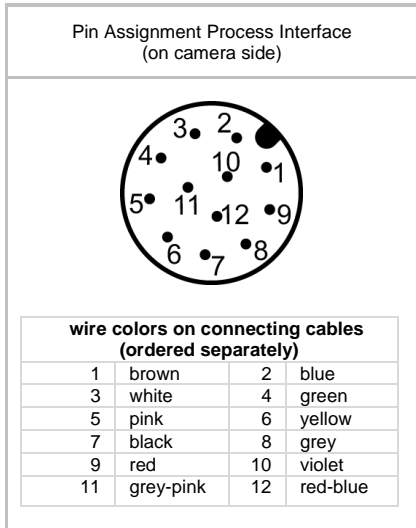 Pin Assignment Process Interface
(on camera side)
3
2
4
10
1
5
11
12
9
6
7
8
wire colors on connecting cables
(ordered separately)
1 brown 2 blue
3 white 4 green
5 pink 6 yellow
7 black 8 grey
9 red 10 violet
11 grey-pink 12 red-blue